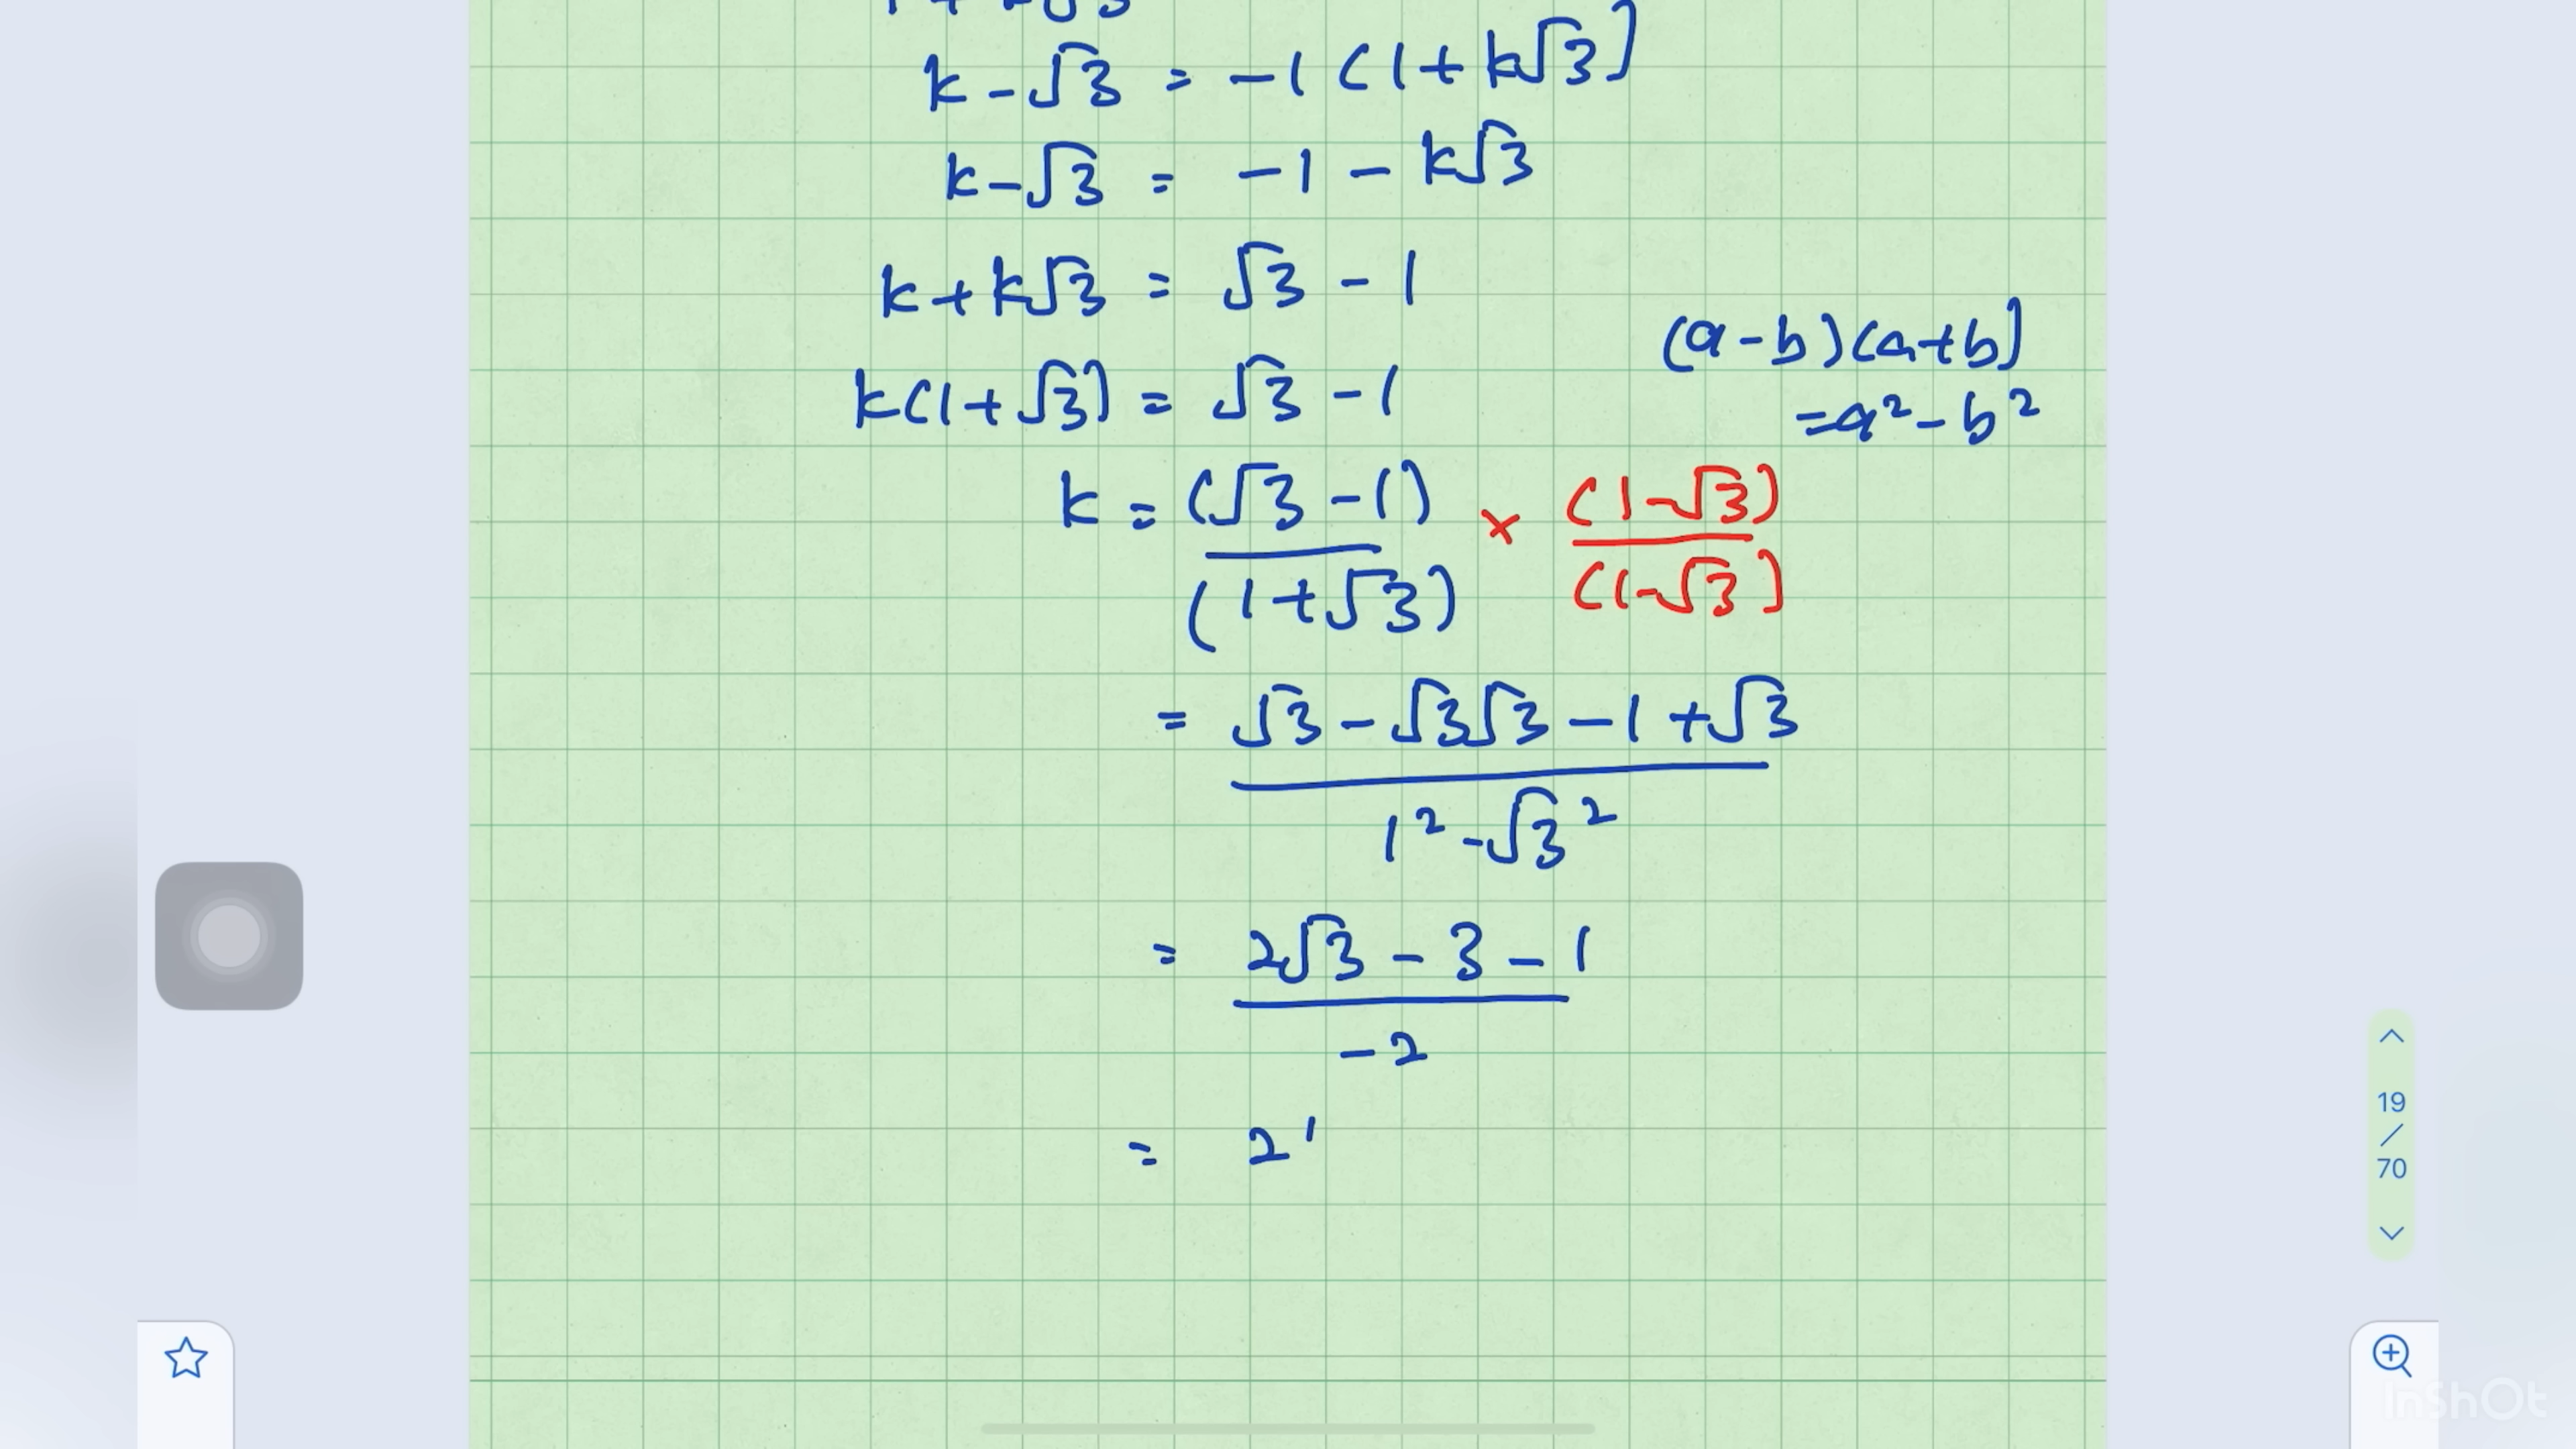 k - √3 = -1 (1 + k√3)
k - √3 = -1 - k√3
k + k√3 = √3 - 1
(a - b)(a + b)
k(1 + √3) = √3 - 1
= a² - b²
k = (√3 - 1) / (1 + √3) × (1 - √3) / (1 - √3)
= √3 - √3√3 - 1 + √3 / 1² - √3²
= 2√3 - 3 - 1 / -2
= 2
19
/
70
InShOt